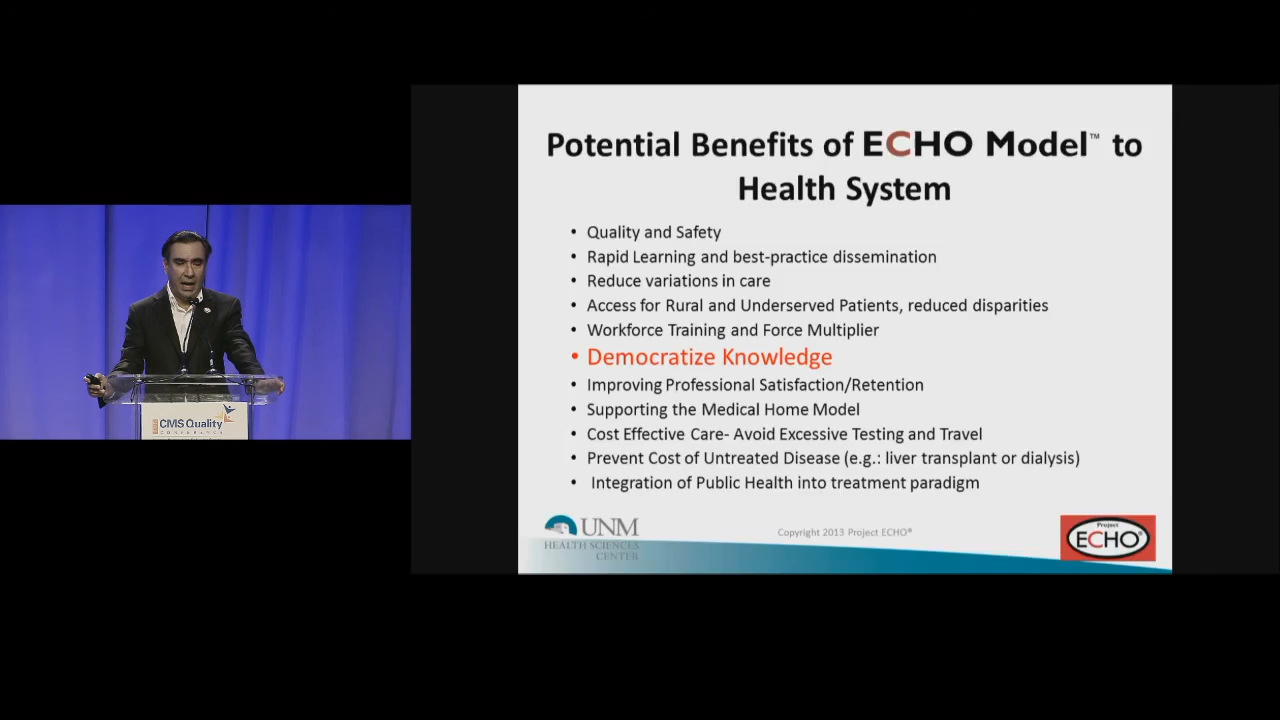 Potential Benefits of ECHO Model™ to
Health System
• Quality and Safety
• Rapid Learning and best-practice dissemination
• Reduce variations in care
• Access for Rural and Underserved Patients, reduced disparities
• Workforce Training and Force Multiplier
• Democratize Knowledge
• Improving Professional Satisfaction/Retention
• Supporting the Medical Home Model
• Cost Effective Care- Avoid Excessive Testing and Travel
• Prevent Cost of Untreated Disease (e.g.: liver transplant or dialysis)
• Integration of Public Health into treatment paradigm
CMS Quality
CONFERENCE
UNM
HEALTH SCIENCES
CENTER
Copyright 2013 Project ECHO®
Project
ECHO®